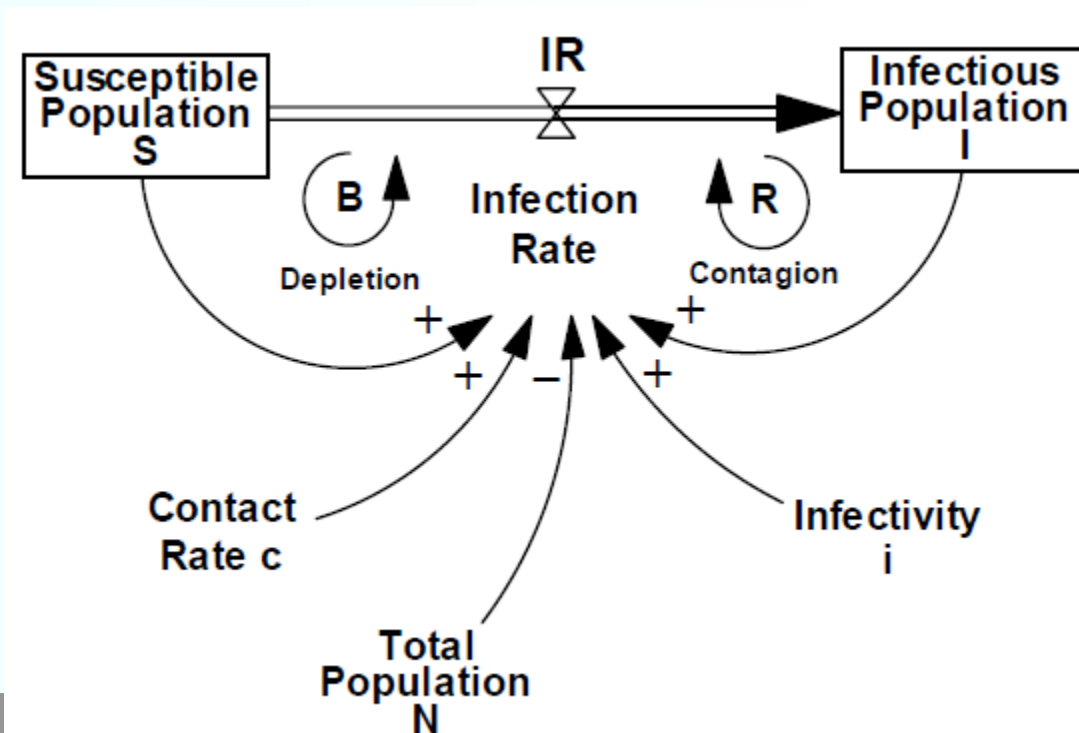 Susceptible
Population
S
IR
Infectious
Population
I
B
Depletion
Infection
Rate
R
Contagion
+
+
−
+
+
Contact
Rate c
Total
Population
N
Infectivity
i